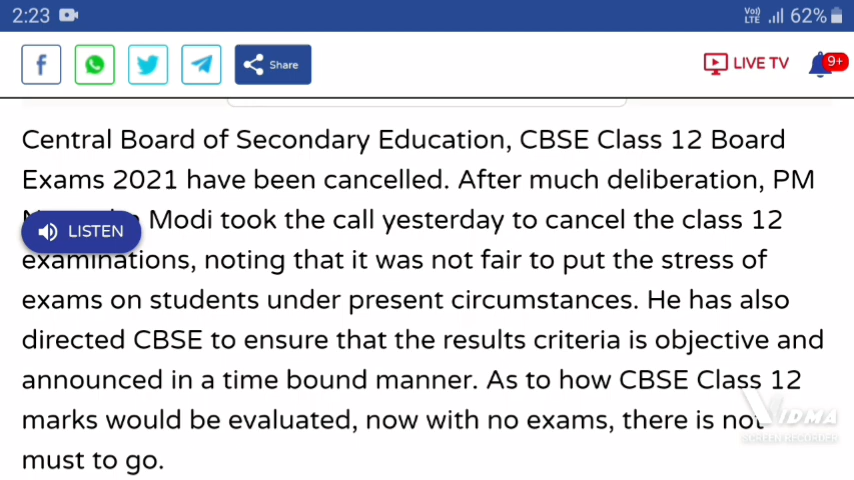 2:23
Vo)) LTE 62%
f
Share
LIVE TV
9+
Central Board of Secondary Education, CBSE Class 12 Board
Exams 2021 have been cancelled. After much deliberation, PM
Modi took the call yesterday to cancel the class 12
LISTEN
examinations, noting that it was not fair to put the stress of
exams on students under present circumstances. He has also
directed CBSE to ensure that the results criteria is objective and
announced in a time bound manner. As to how CBSE Class 12
marks would be evaluated, now with no exams, there is not
must to go.
VIDMA
SCREEN RECORDER